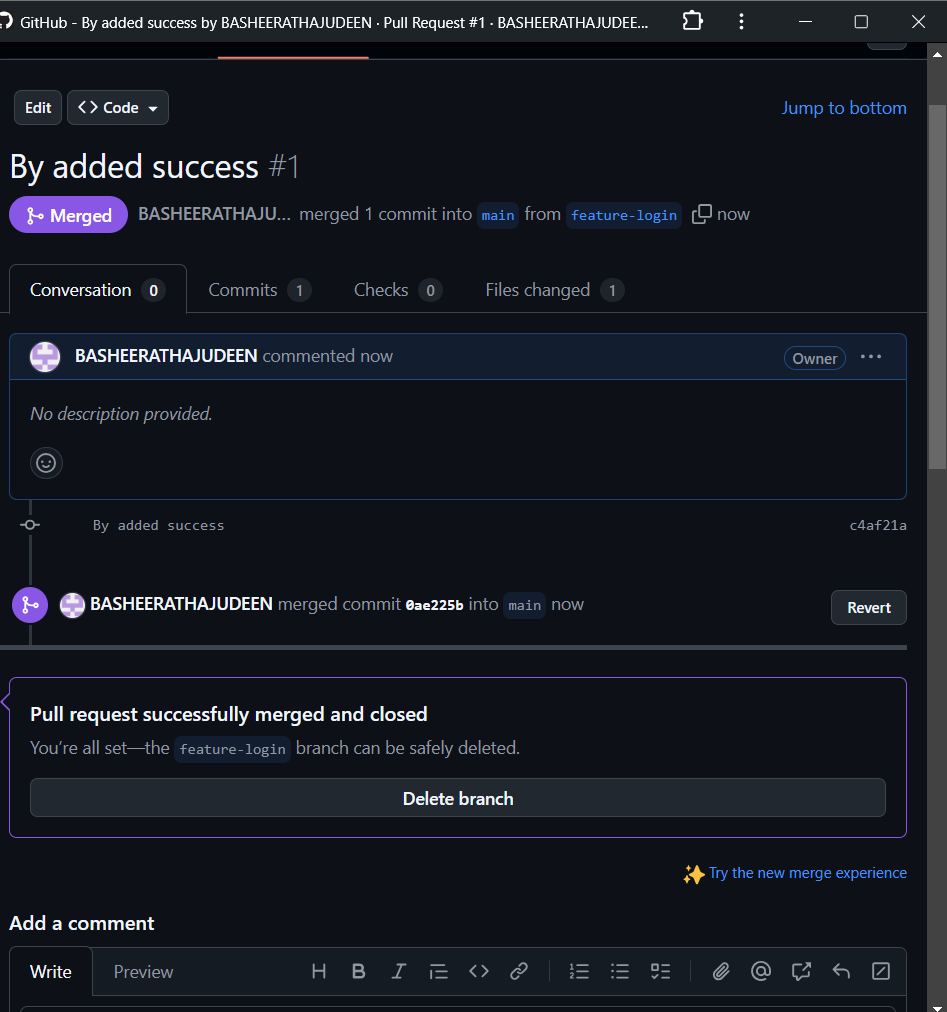 GitHub - By added success by BASHEERATHAJUDEEN · Pull Request #1 · BASHEERATHAJUDEE...
Edit
Code
Jump to bottom
By added success #1
Merged
BASHEERATHAJU... merged 1 commit into main from feature-login now
Conversation 0
Commits 1
Checks 0
Files changed 1
BASHEERATHAJUDEEN commented now
Owner
No description provided.
By added success
c4af21a
BASHEERATHAJUDEEN merged commit 0ae225b into main now
Revert
Pull request successfully merged and closed
You’re all set—the feature-login branch can be safely deleted.
Delete branch
Try the new merge experience
Add a comment
Write
Preview